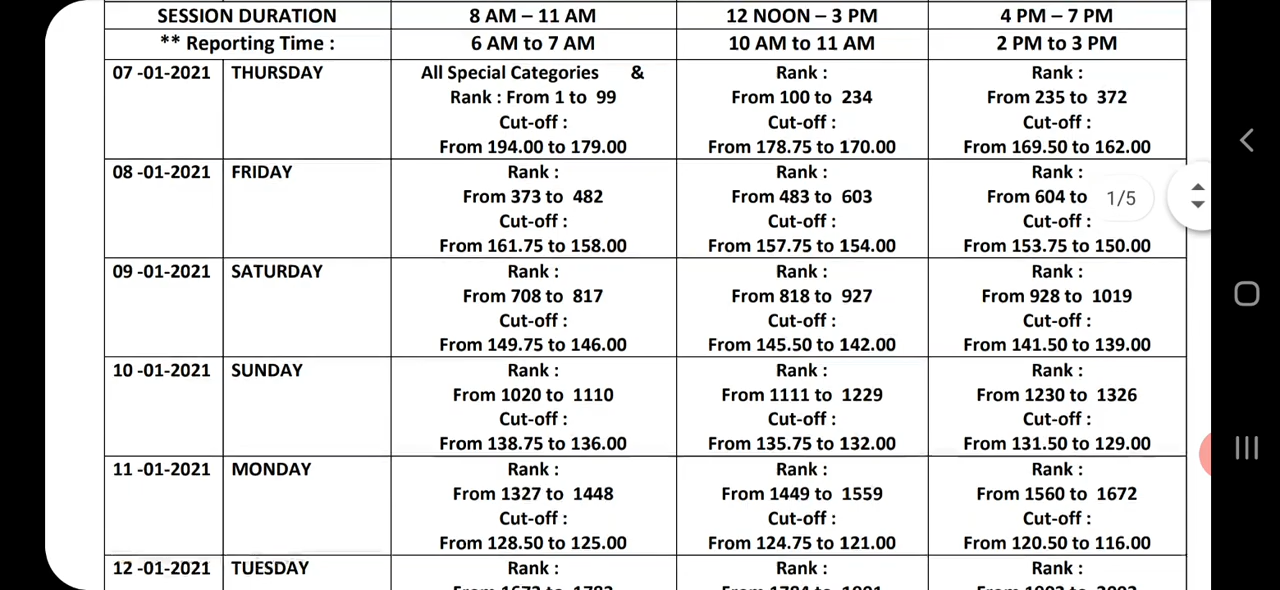 SESSION DURATION 8 AM – 11 AM 12 NOON – 3 PM 4 PM – 7 PM
** Reporting Time : 6 AM to 7 AM 10 AM to 11 AM 2 PM to 3 PM
07 -01-2021 THURSDAY All Special Categories & Rank : Rank :
Rank : From 1 to 99 From 100 to 234 From 235 to 372
Cut-off : Cut-off : Cut-off :
From 194.00 to 179.00 From 178.75 to 170.00 From 169.50 to 162.00
08 -01-2021 FRIDAY Rank : Rank : Rank :
From 373 to 482 From 483 to 603 From 604 to 1/5
Cut-off : Cut-off : Cut-off :
From 161.75 to 158.00 From 157.75 to 154.00 From 153.75 to 150.00
09 -01-2021 SATURDAY Rank : Rank : Rank :
From 708 to 817 From 818 to 927 From 928 to 1019
Cut-off : Cut-off : Cut-off :
From 149.75 to 146.00 From 145.50 to 142.00 From 141.50 to 139.00
10 -01-2021 SUNDAY Rank : Rank : Rank :
From 1020 to 1110 From 1111 to 1229 From 1230 to 1326
Cut-off : Cut-off : Cut-off :
From 138.75 to 136.00 From 135.75 to 132.00 From 131.50 to 129.00
11 -01-2021 MONDAY Rank : Rank : Rank :
From 1327 to 1448 From 1449 to 1559 From 1560 to 1672
Cut-off : Cut-off : Cut-off :
From 128.50 to 125.00 From 124.75 to 121.00 From 120.50 to 116.00
12 -01-2021 TUESDAY Rank : Rank : Rank :